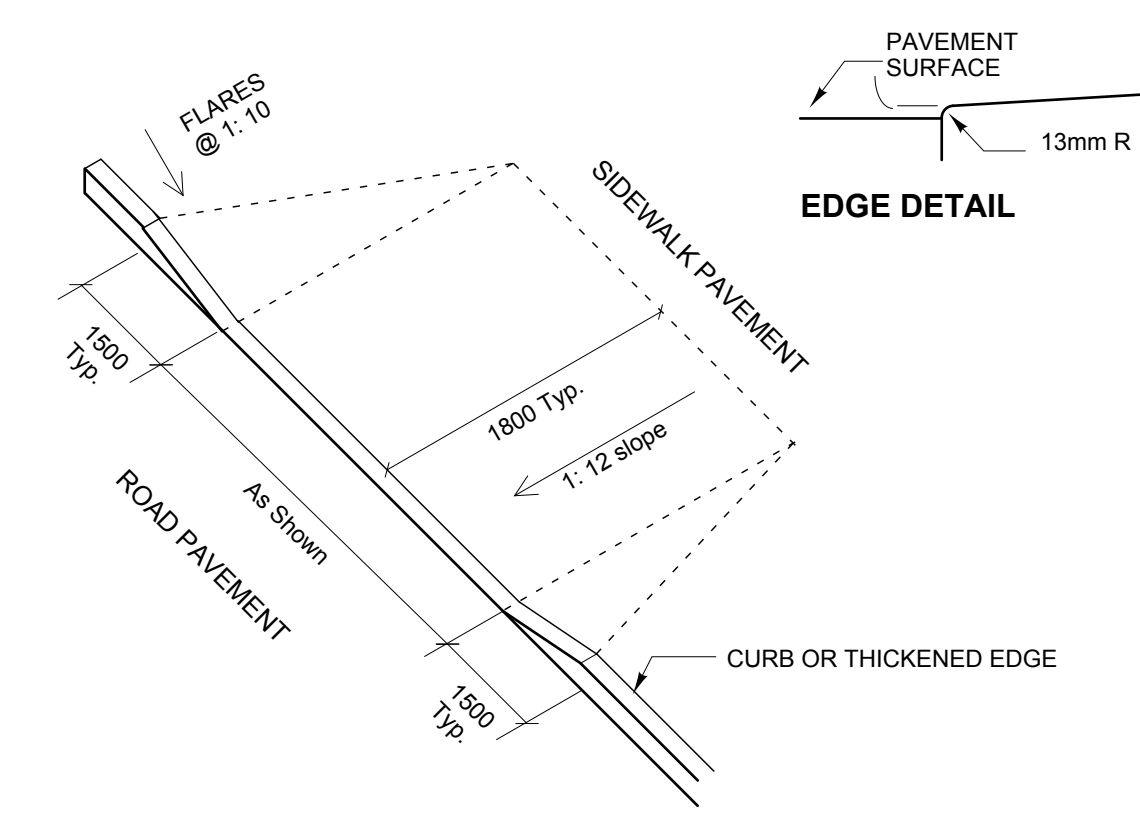 PAVEMENT
SURFACE
13mm R
EDGE DETAIL
FLARES
@ 1: 10
SIDEWALK PAVEMENT
1500
Typ.
1800 Typ.
1: 12 slope
As Shown
ROAD PAVEMENT
CURB OR THICKENED EDGE
1500
Typ.